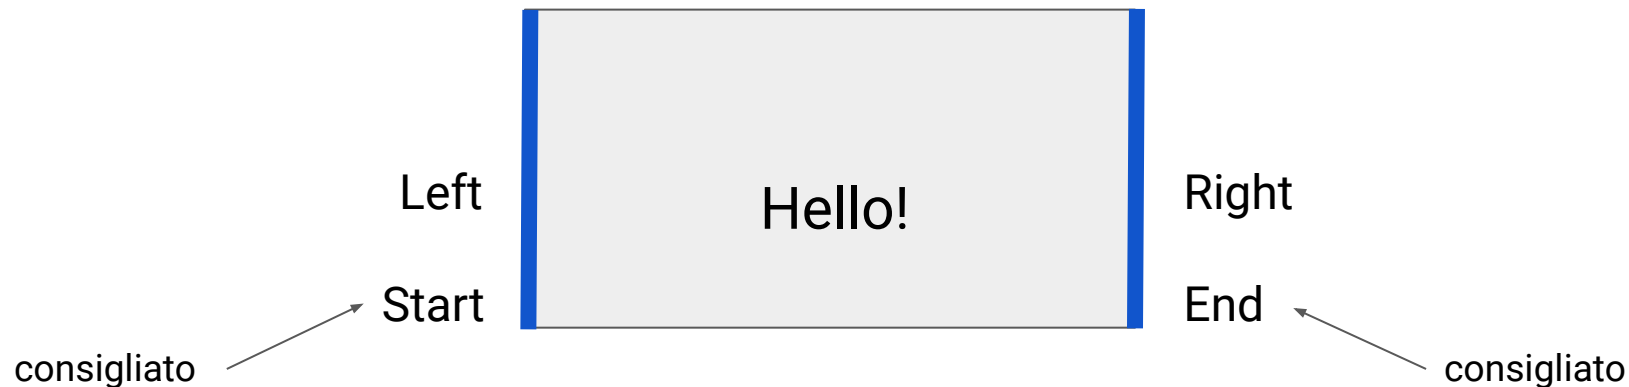 Left
Hello!
Right
Start
End
consigliato
consigliato